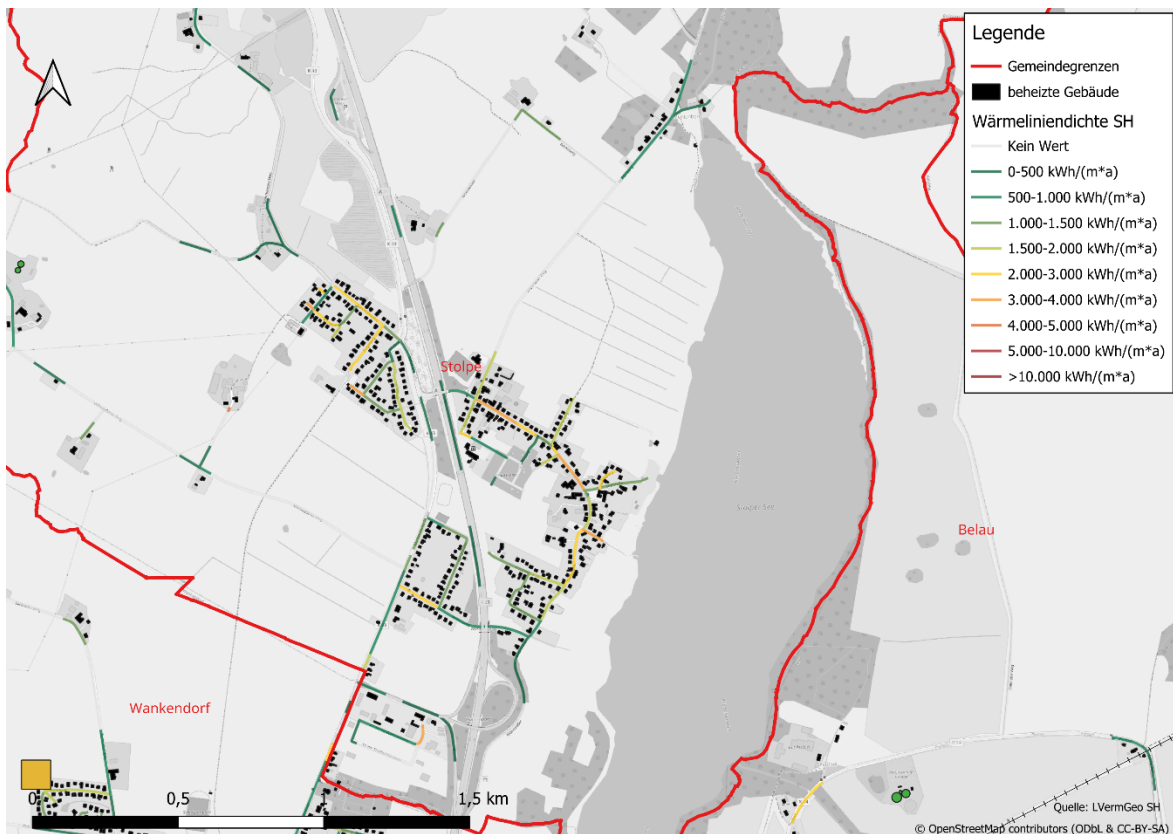 Legende
Gemeindegrenzen
beheizte Gebäude
Wärmeliniendichte SH
Kein Wert
0-500 kWh/(m*a)
500-1.000 kWh/(m*a)
1.000-1.500 kWh/(m*a)
1.500-2.000 kWh/(m*a)
2.000-3.000 kWh/(m*a)
3.000-4.000 kWh/(m*a)
4.000-5.000 kWh/(m*a)
5.000-10.000 kWh/(m*a)
>10.000 kWh/(m*a)
Stolpe
Stolper See
Belau
Wankendorf
0 0,5 1 1,5 km
Quelle: LVermGeo SH
© OpenStreetMap contributors (ODbL & CC-BY-SA)